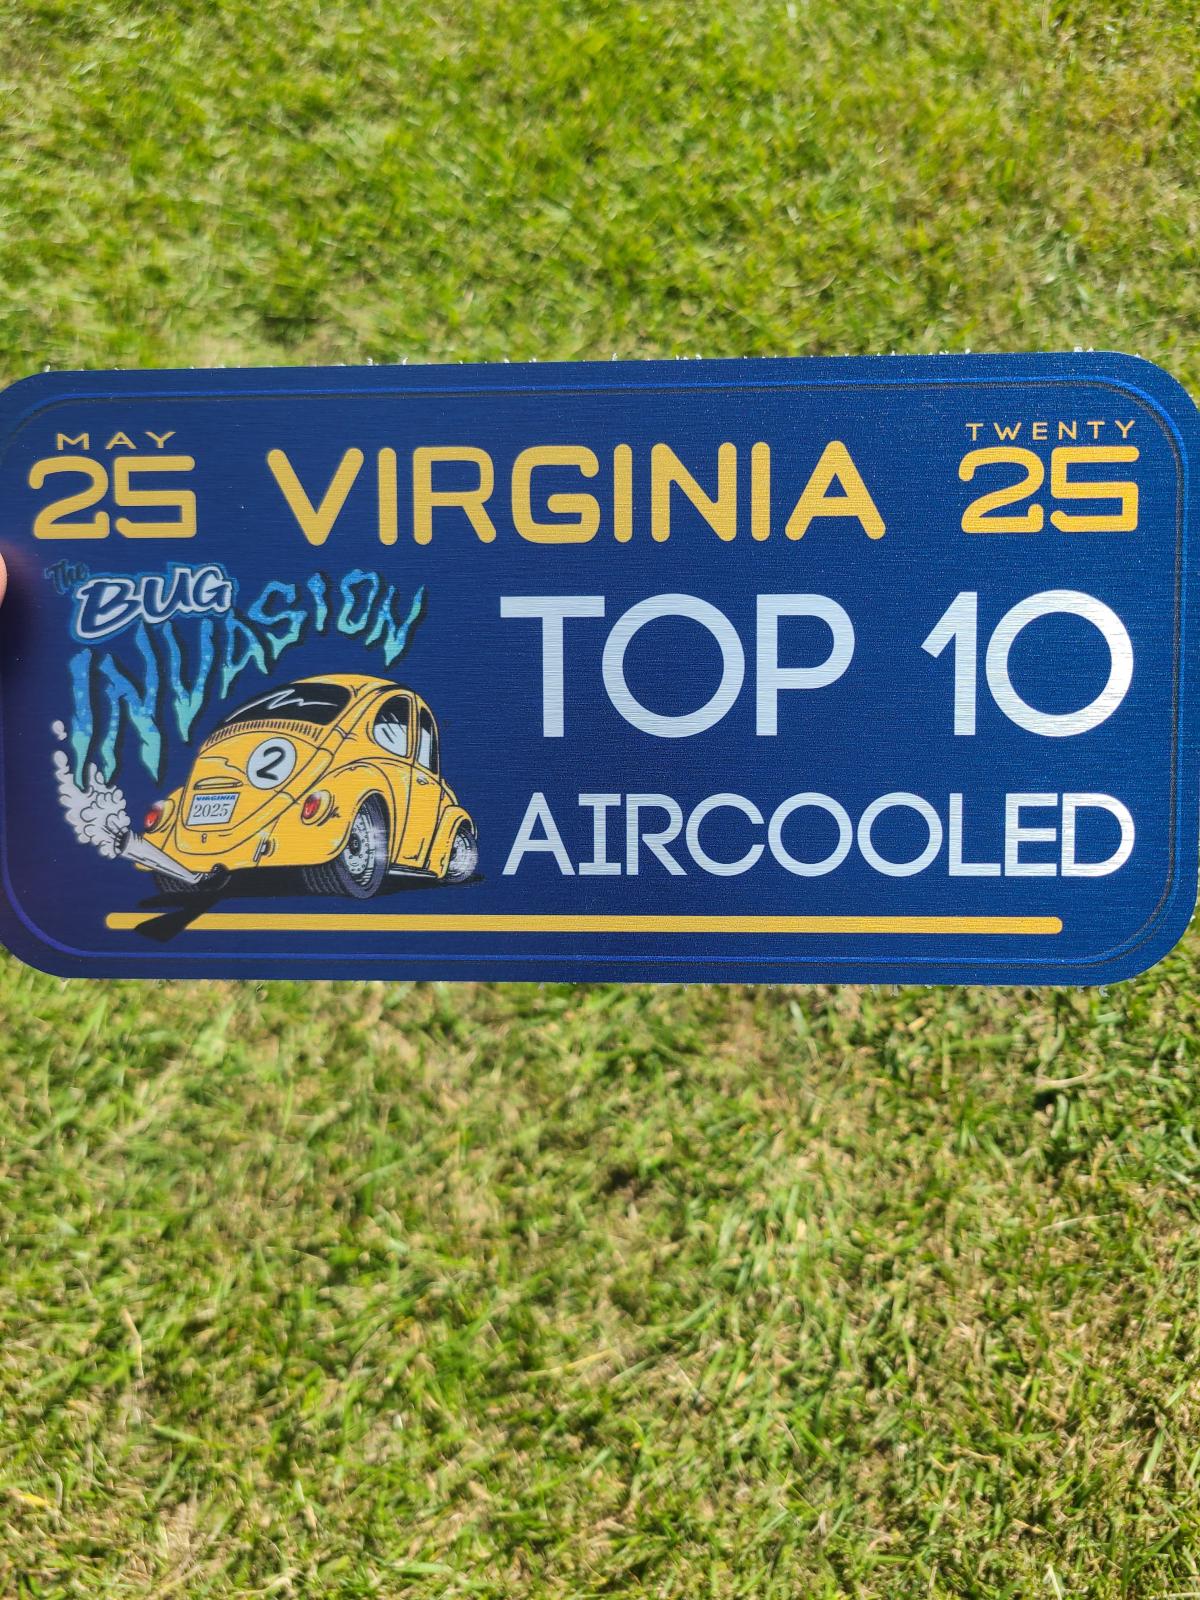 MAY
25
VIRGINIA
TWENTY
25
The
BUG
INVASION
TOP 10
AIRCOOLED
2
VIRGINIA
2025